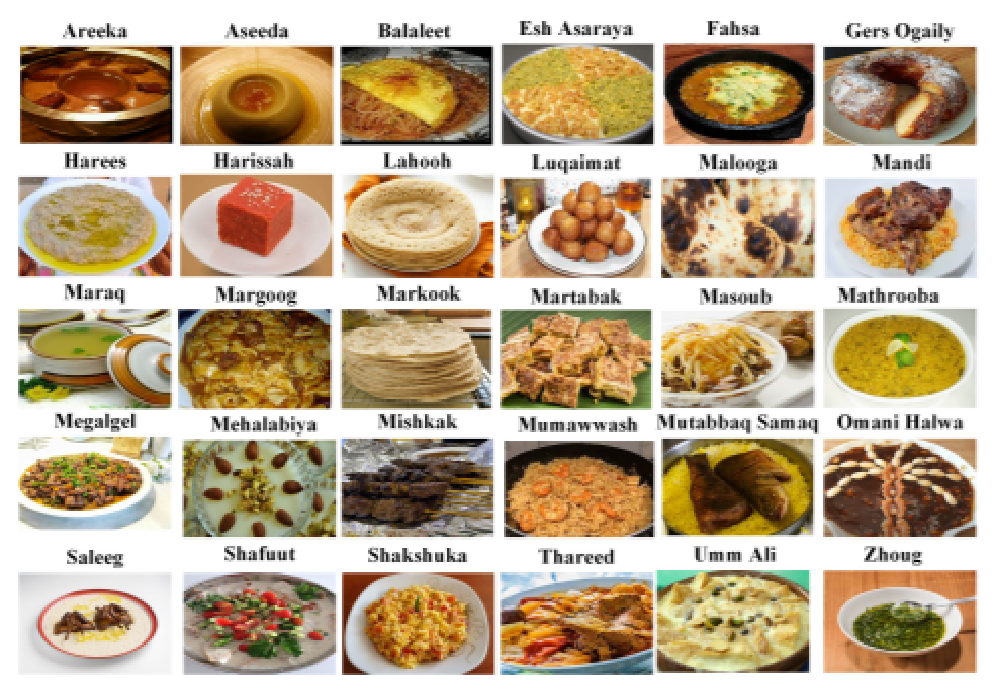 Areeka Aseeda Balaleet Esh Asaraya Fahsa Gers Ogaily
Harees Harissah Lahooh Luqaimat Malooga Mandi
Maraq Margoog Markook Martabak Masoub Mathrooba
Megalgel Mehalabiya Mishkak Mumawwash Mutabbaq Samaq Omani Halwa
Saleeg Shafuut Shakshuka Thareed Umm Ali Zhoug